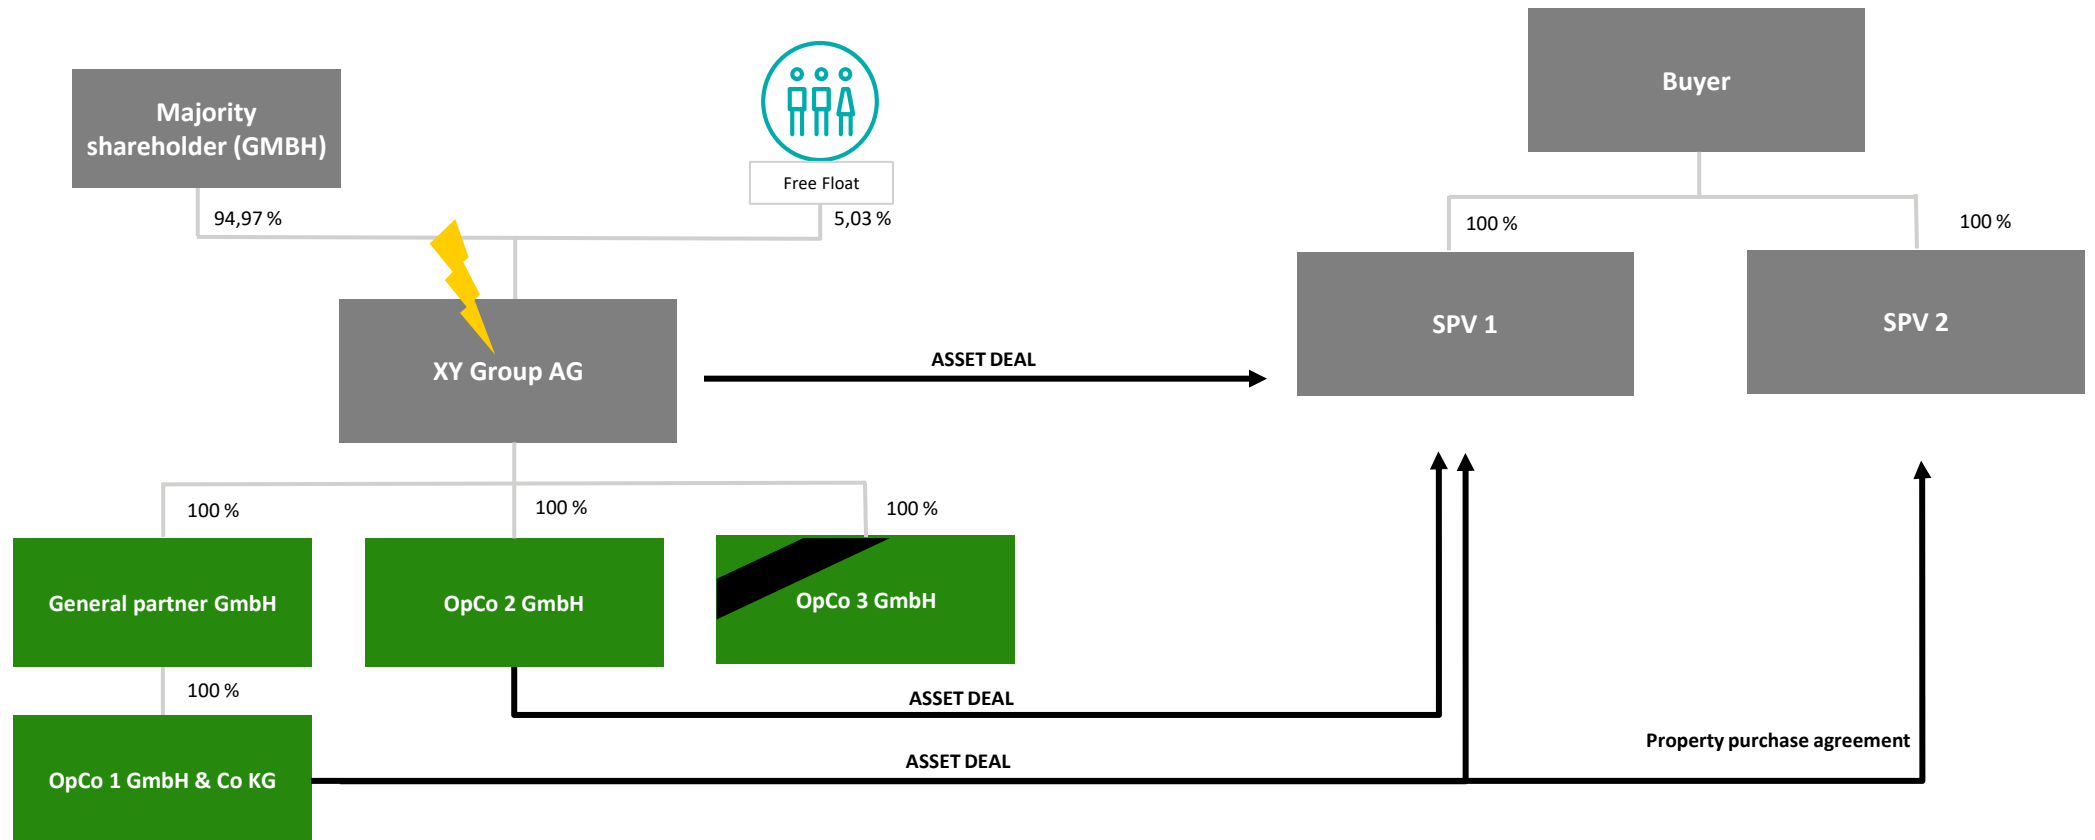 Majority
shareholder (GMBH)
Free Float
Buyer
94,97 %
5,03 %
100 %
100 %
XY Group AG
ASSET DEAL
SPV 1
SPV 2
100 %
100 %
100 %
General partner GmbH
OpCo 2 GmbH
OpCo 3 GmbH
100 %
ASSET DEAL
Property purchase agreement
OpCo 1 GmbH & Co KG
ASSET DEAL